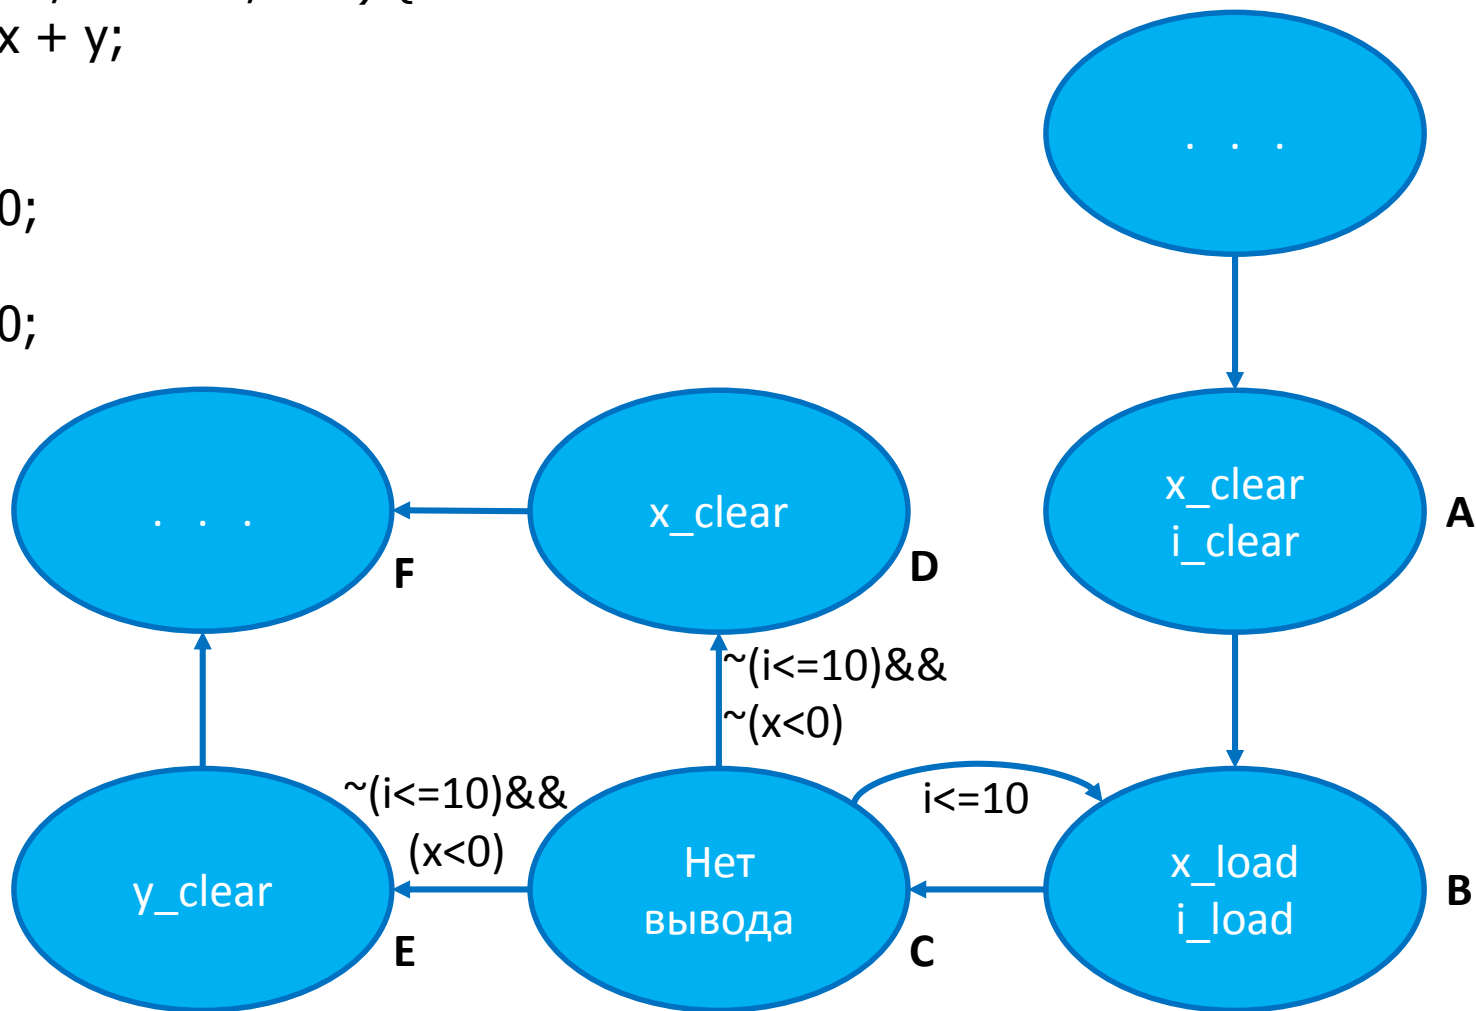 x + y;
0;
0;
. . .
x_clear
i_clear
A
. . .
F
x_clear
D
~(i<=10)&&
~(x<0)
~(i<=10)&&
(x<0)
i<=10
y_clear
E
Нет
вывода
C
x_load
i_load
B